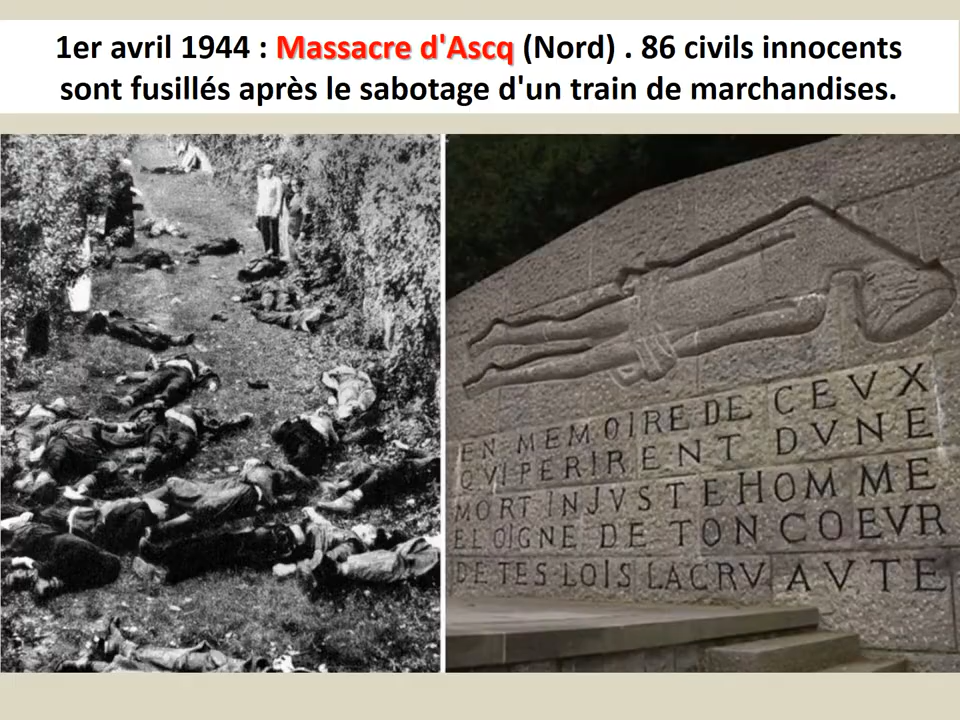 1er avril 1944 : Massacre d'Ascq (Nord) . 86 civils innocents
sont fusillés après le sabotage d'un train de marchandises.
EN MEMOIRE DE CEVX
QVI PERIRENT DVNE
MORT INJVSTE HOMME
ELOIGNE DE TON COEVR
DE TES LOIS LA CRVAVTE